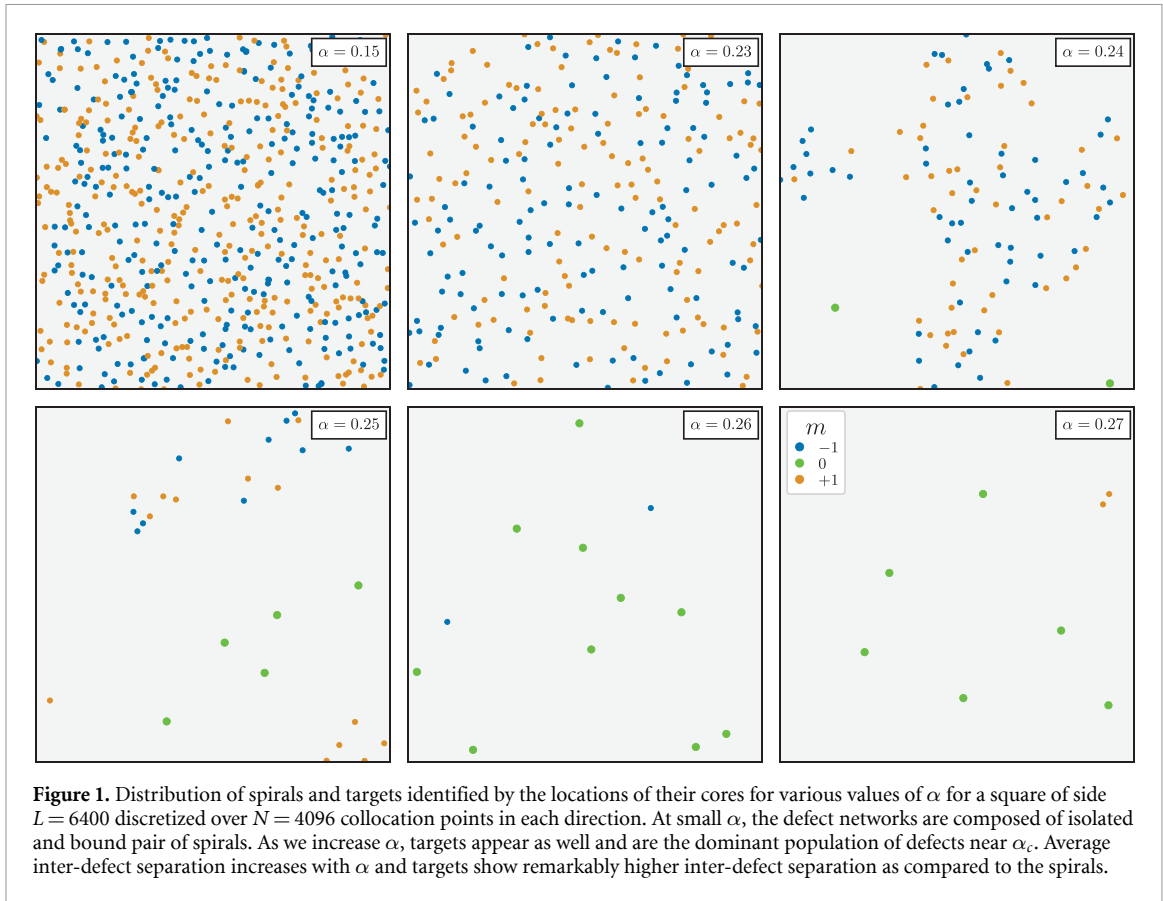 α = 0.15
α = 0.23
α = 0.24
α = 0.25
α = 0.26
α = 0.27
m
−1
0
+1
Figure 1. Distribution of spirals and targets identified by the locations of their cores for various values of α for a square of side
L = 6400 discretized over N = 4096 collocation points in each direction. At small α, the defect networks are composed of isolated
and bound pair of spirals. As we increase α, targets appear as well and are the dominant population of defects near αc. Average
inter-defect separation increases with α and targets show remarkably higher inter-defect separation as compared to the spirals.